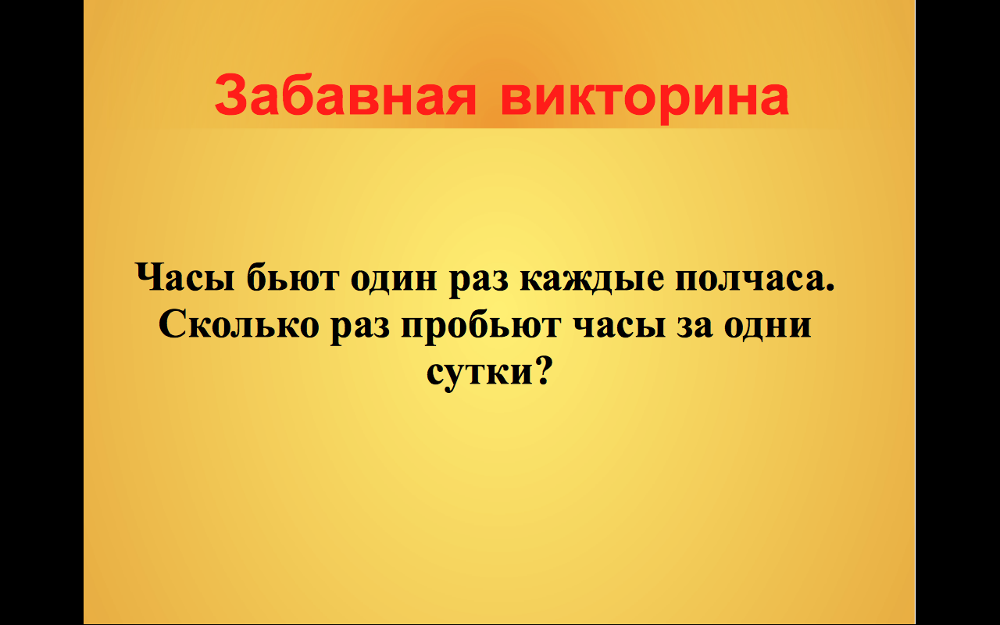 Забавная викторина
Часы бьют один раз каждые полчаса.
Сколько раз пробьют часы за одни
сутки?